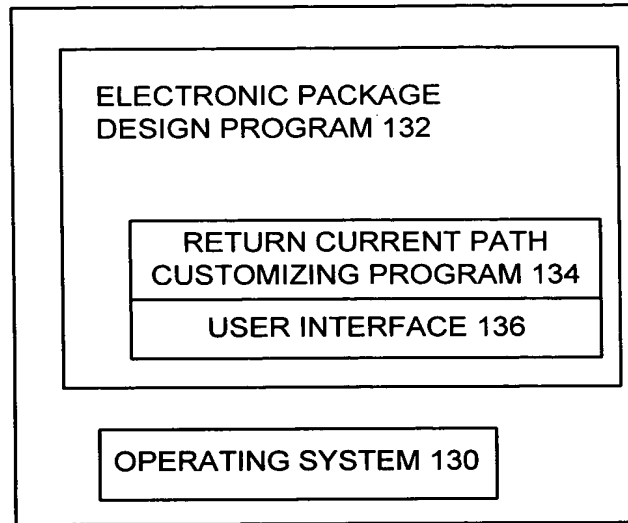 ELECTRONIC PACKAGE
DESIGN PROGRAM 132
RETURN CURRENT PATH
CUSTOMIZING PROGRAM 134
USER INTERFACE 136
OPERATING SYSTEM 130